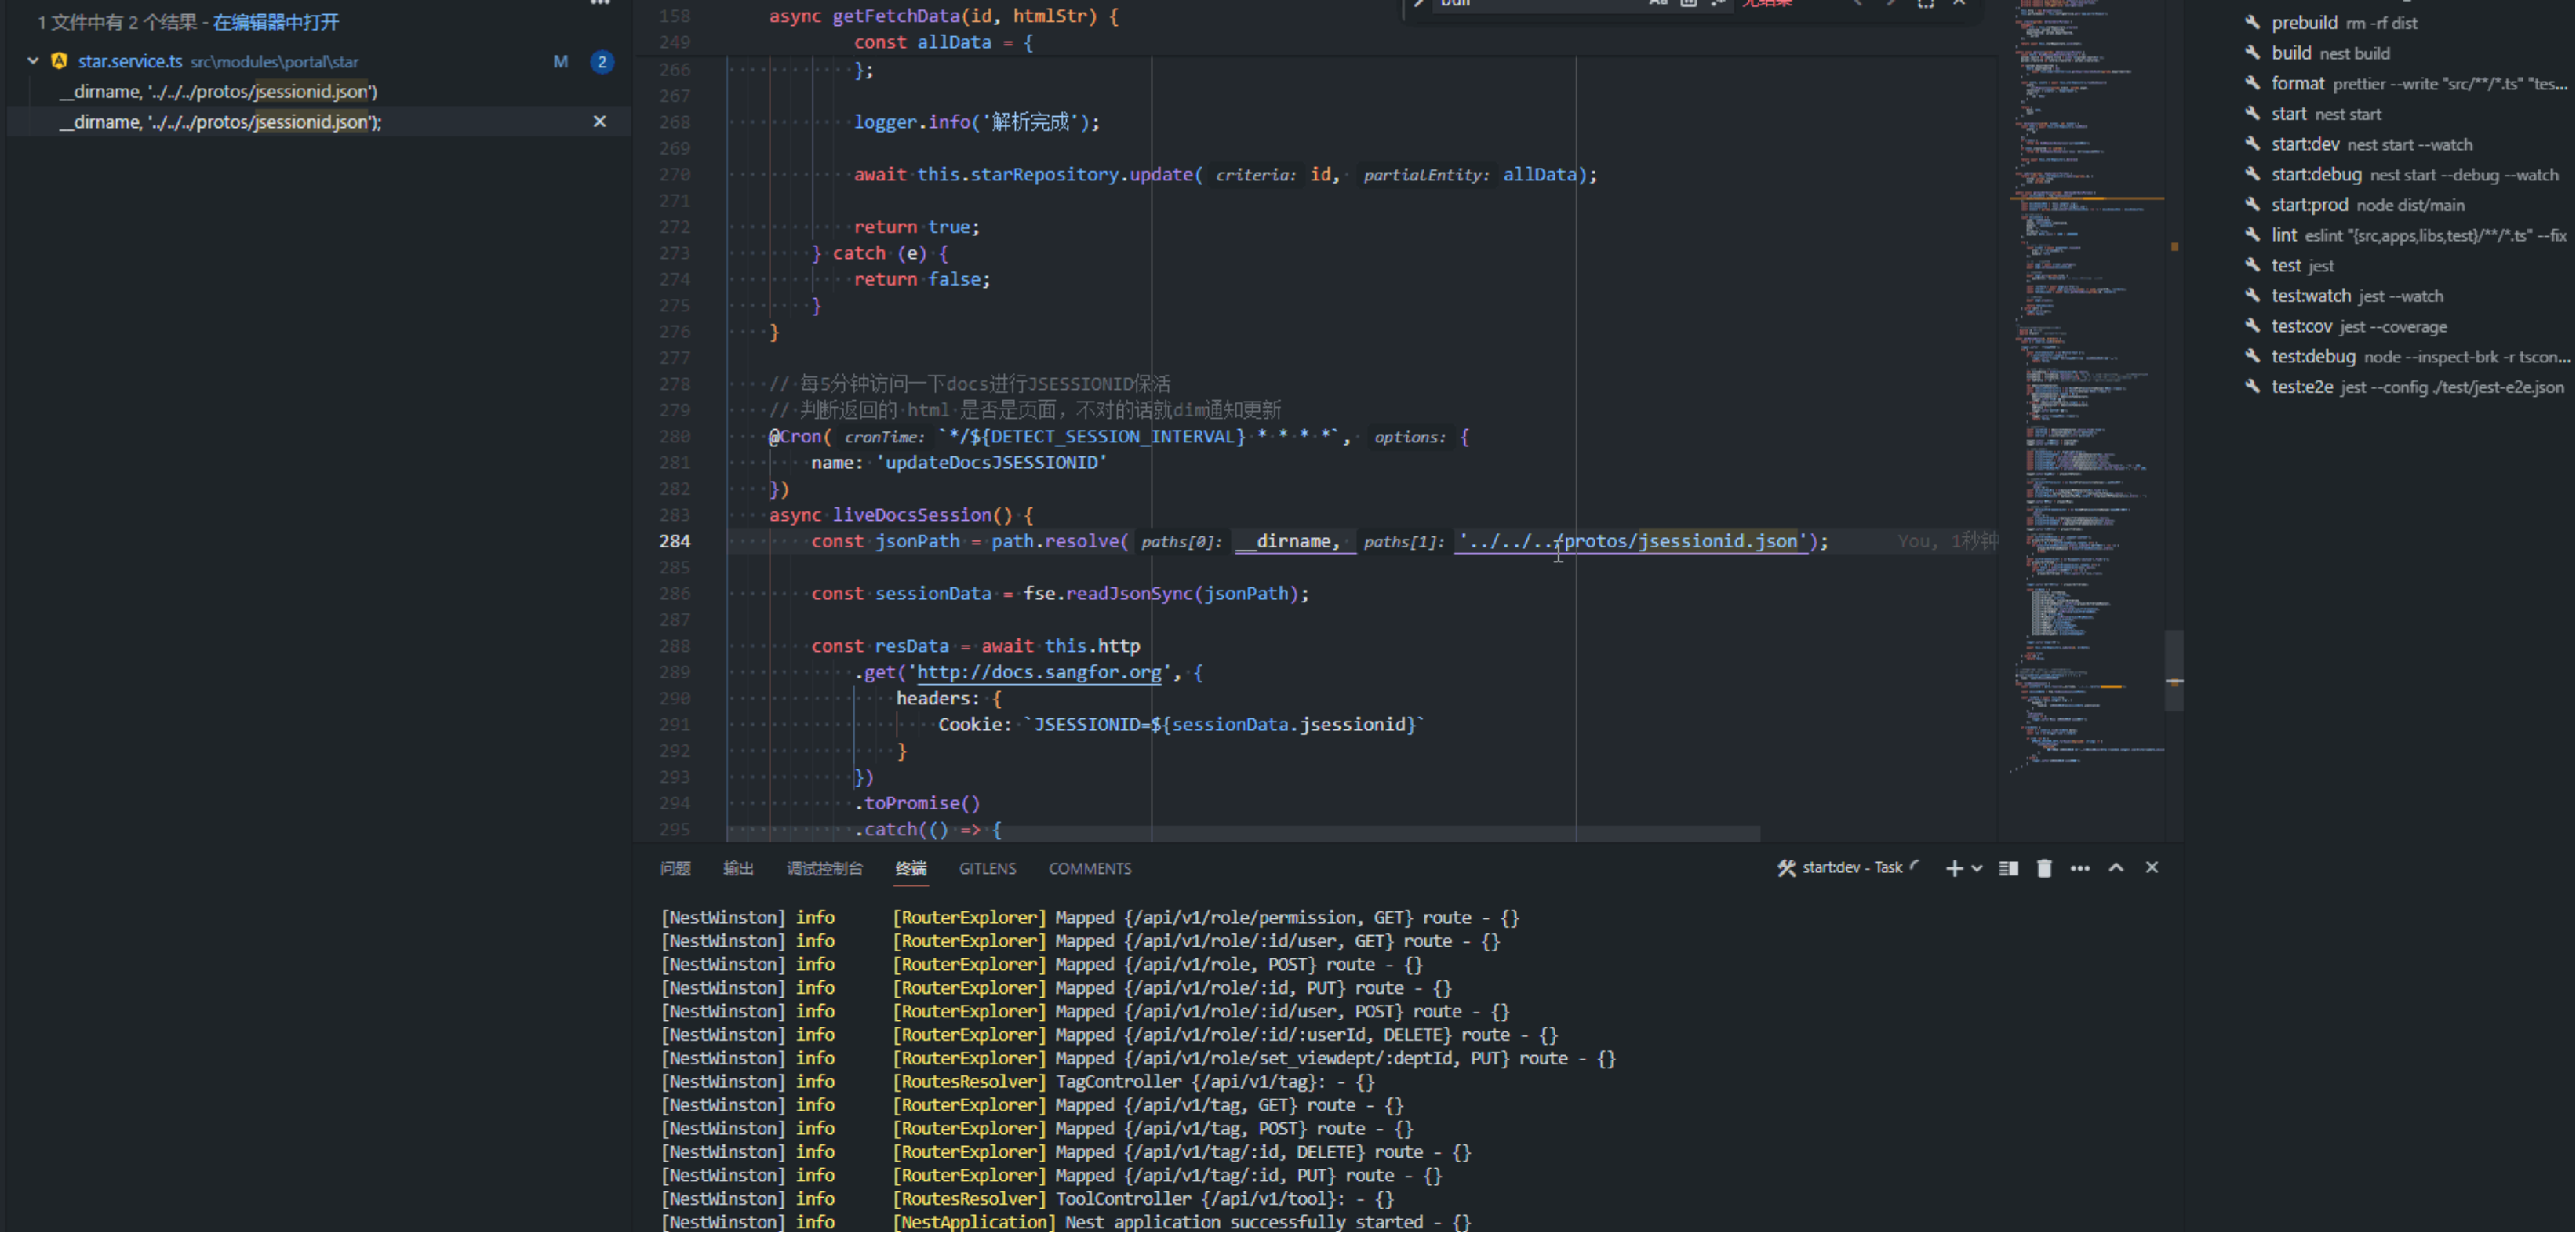 1 文件中有 2 个结果 - 在编辑器中打开
star.service.ts src\modules\portal\star M 2
__dirname, '../../../protos/jsessionid.json')
__dirname, '../../../protos/jsessionid.json');
158 async getFetchData(id, htmlStr) {
249 const allData = {
266 };
267
268 logger.info('解析完成');
269
270 await this.starRepository.update( criteria: id, partialEntity: allData);
271
272 return true;
273 } catch (e) {
274 return false;
275 }
276 }
277
278 // 每5分钟访问一下docs进行JSESSIONID保活
279 // 判断返回的 html 是否是页面，不对的话就dim通知更新
280 @Cron( cronTime: `*/${DETECT_SESSION_INTERVAL} * * * *`, options: {
281 name: 'updateDocsJSESSIONID'
282 })
283 async liveDocsSession() {
284 const jsonPath = path.resolve( paths[0]: __dirname, paths[1]: '../../../protos/jsessionid.json'); You, 1秒钟
285
286 const sessionData = fse.readJsonSync(jsonPath);
287
288 const resData = await this.http
289 .get('http://docs.sangfor.org', {
290 headers: {
291 Cookie: `JSESSIONID=${sessionData.jsessionid}`
292 }
293 })
294 .toPromise()
295 .catch(() => {
prebuild rm -rf dist
build nest build
format prettier --write "src/**/*.ts" "tes...
start nest start
start:dev nest start --watch
start:debug nest start --debug --watch
start:prod node dist/main
lint eslint "{src,apps,libs,test}/**/*.ts" --fix
test jest
test:watch jest --watch
test:cov jest --coverage
test:debug node --inspect-brk -r tscon...
test:e2e jest --config ./test/jest-e2e.json
问题 输出 调试控制台 终端 GITLENS COMMENTS start:dev - Task
[NestWinston] info [RouterExplorer] Mapped {/api/v1/role/permission, GET} route - {}
[NestWinston] info [RouterExplorer] Mapped {/api/v1/role/:id/user, GET} route - {}
[NestWinston] info [RouterExplorer] Mapped {/api/v1/role, POST} route - {}
[NestWinston] info [RouterExplorer] Mapped {/api/v1/role/:id, PUT} route - {}
[NestWinston] info [RouterExplorer] Mapped {/api/v1/role/:id/user, POST} route - {}
[NestWinston] info [RouterExplorer] Mapped {/api/v1/role/:id/:userId, DELETE} route - {}
[NestWinston] info [RouterExplorer] Mapped {/api/v1/role/set_viewdept/:deptId, PUT} route - {}
[NestWinston] info [RoutesResolver] TagController {/api/v1/tag}: - {}
[NestWinston] info [RouterExplorer] Mapped {/api/v1/tag, GET} route - {}
[NestWinston] info [RouterExplorer] Mapped {/api/v1/tag, POST} route - {}
[NestWinston] info [RouterExplorer] Mapped {/api/v1/tag/:id, DELETE} route - {}
[NestWinston] info [RouterExplorer] Mapped {/api/v1/tag/:id, PUT} route - {}
[NestWinston] info [RoutesResolver] ToolController {/api/v1/tool}: - {}
[NestWinston] info [NestApplication] Nest application successfully started - {}